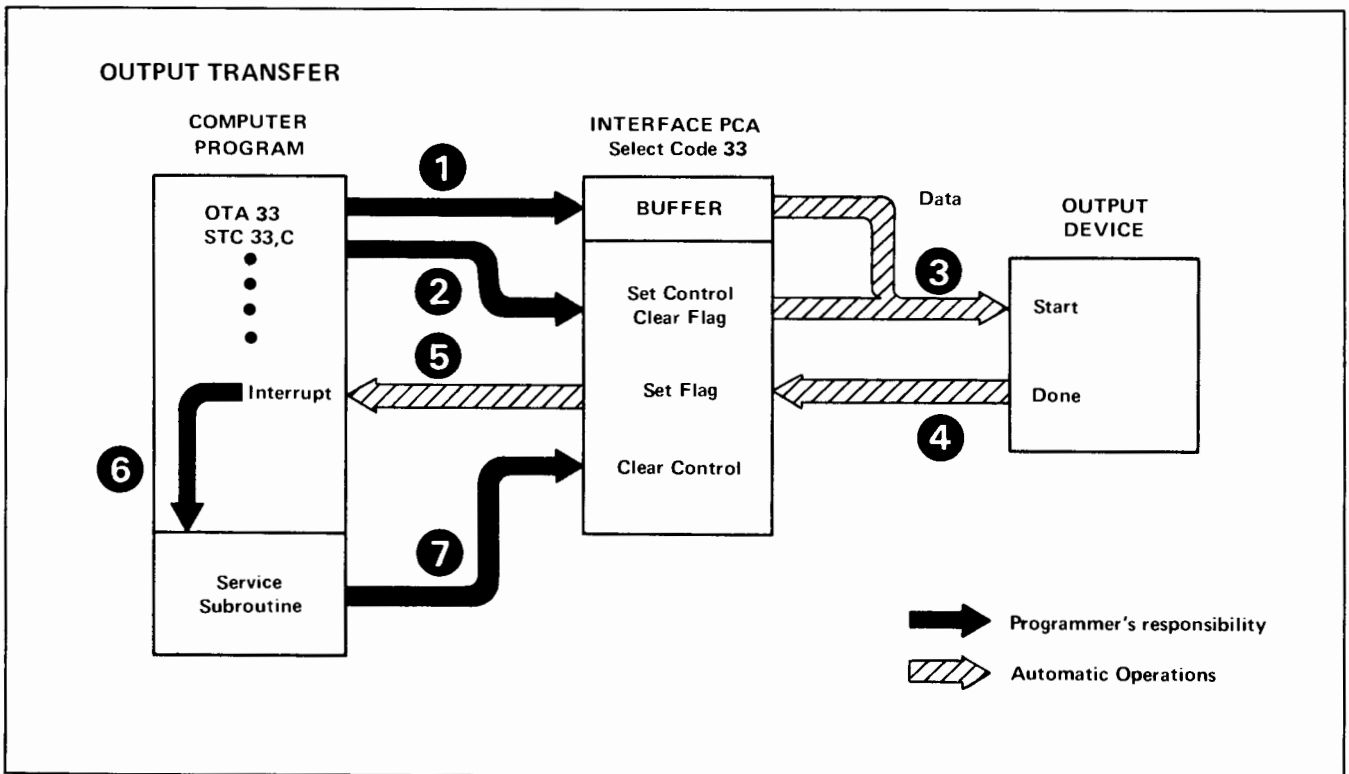 OUTPUT TRANSFER
COMPUTER
PROGRAM
OTA 33
STC 33,C
Interrupt
Service
Subroutine
1
2
5
6
7
INTERFACE PCA
Select Code 33
BUFFER
Set Control
Clear Flag
Set Flag
Clear Control
Data
3
4
OUTPUT
DEVICE
Start
Done
Programmer's responsibility
Automatic Operations